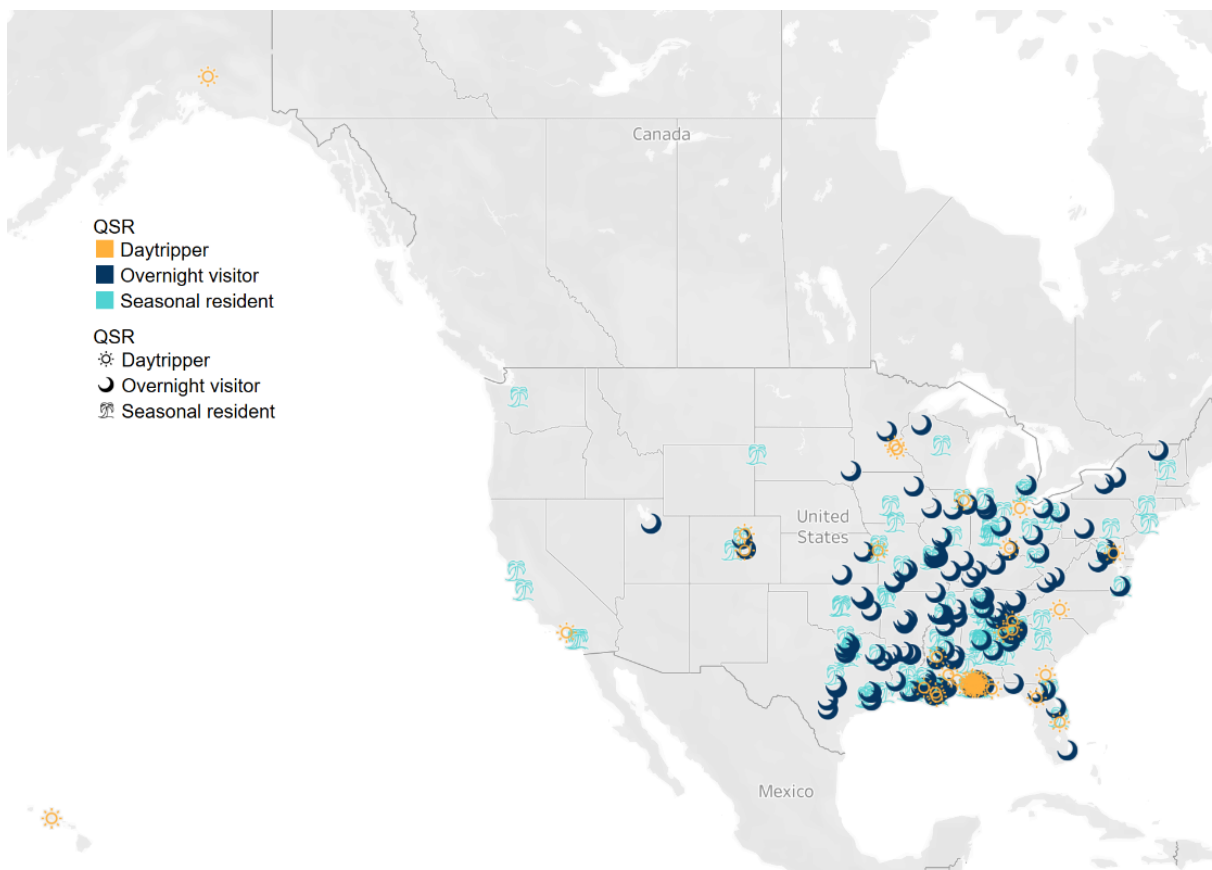 Canada
QSR
Daytripper
Overnight visitor
Seasonal resident
QSR
Daytripper
Overnight visitor
Seasonal resident
United
States
Mexico